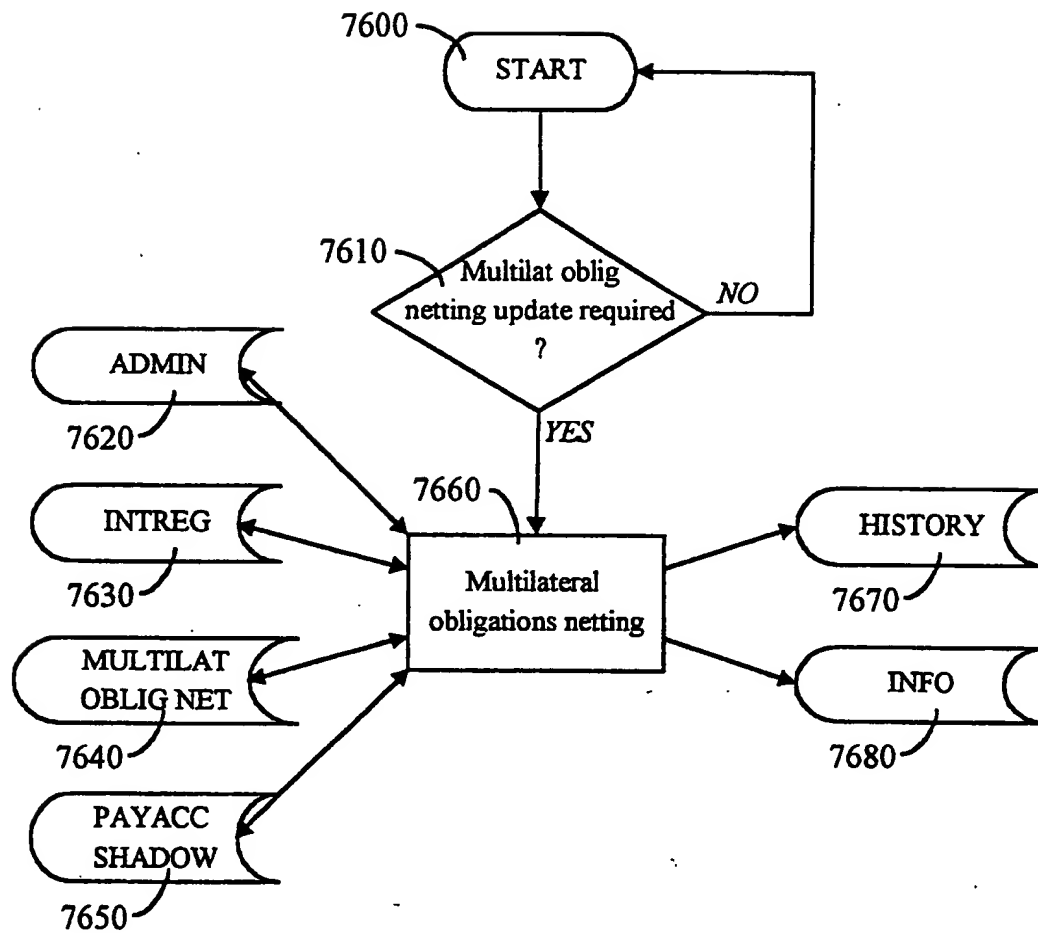 7600
START
7610
Multilat oblig
netting update required
?
NO
YES
ADMIN
7620
INTREG
7630
MULTILAT
OBLIG NET
7640
PAYACC
SHADOW
7650
7660
Multilateral
obligations netting
HISTORY
7670
INFO
7680